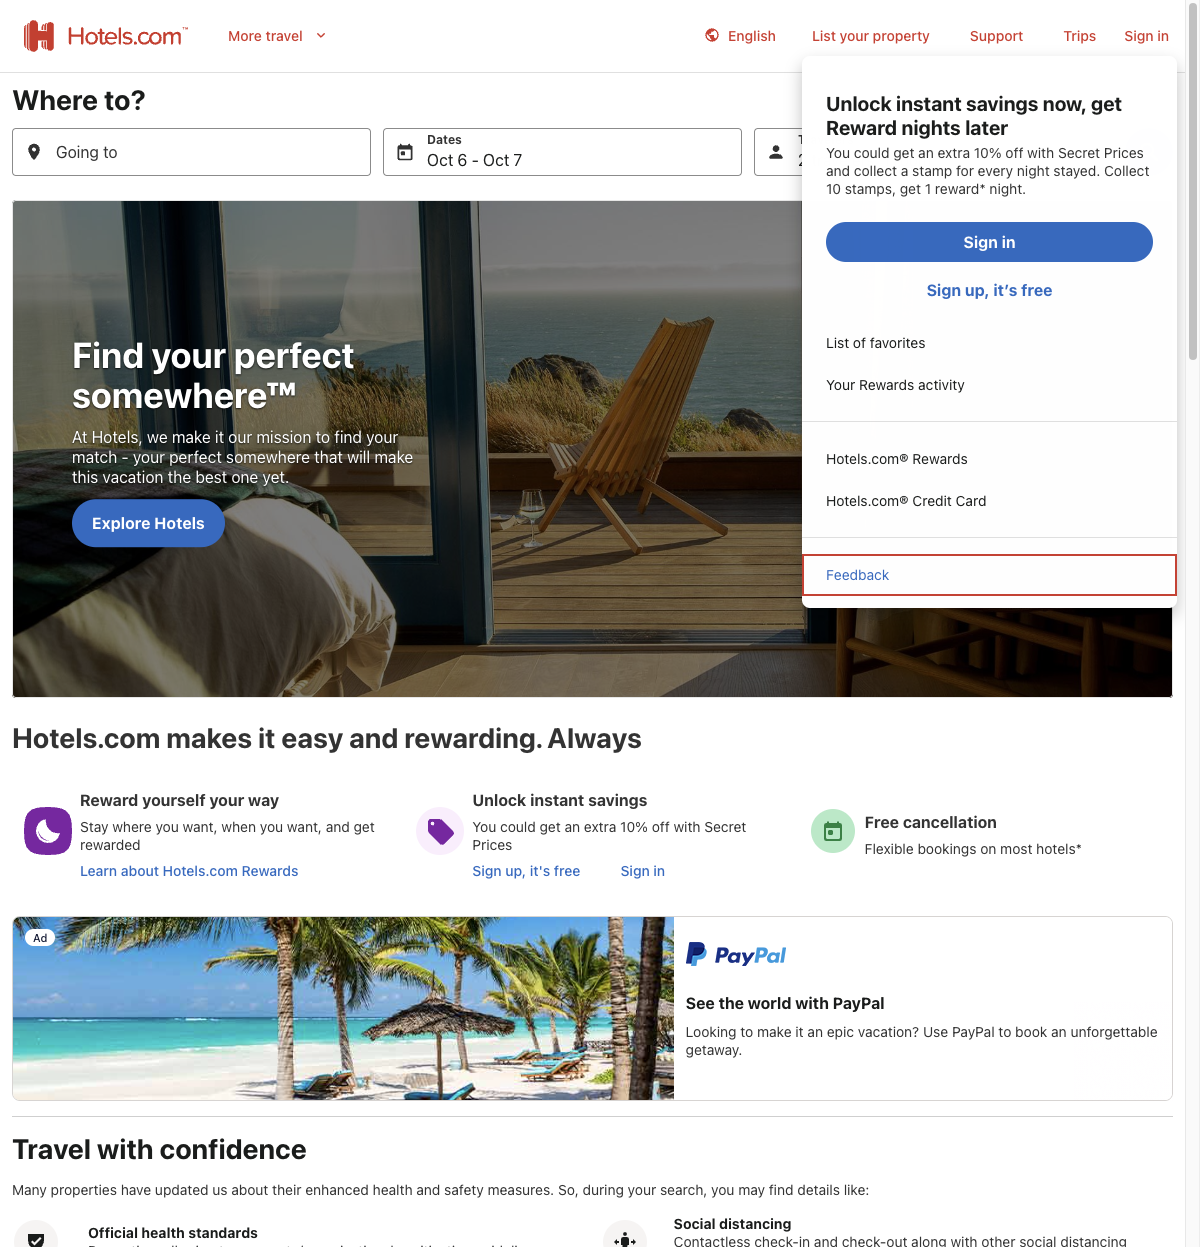 Hotels.com™
More travel
English
List your property
Support
Trips
Sign in
Where to?
Going to
Dates
Oct 6 - Oct 7
Unlock instant savings now, get
Reward nights later
You could get an extra 10% off with Secret Prices
and collect a stamp for every night stayed. Collect
10 stamps, get 1 reward* night.
Sign in
Sign up, it’s free
List of favorites
Your Rewards activity
Hotels.com® Rewards
Hotels.com® Credit Card
Feedback
Find your perfect
somewhere™
At Hotels, we make it our mission to find your
match - your perfect somewhere that will make
this vacation the best one yet.
Explore Hotels
Hotels.com makes it easy and rewarding. Always
Reward yourself your way
Stay where you want, when you want, and get
rewarded
Learn about Hotels.com Rewards
Unlock instant savings
You could get an extra 10% off with Secret
Prices
Sign up, it's free
Sign in
Free cancellation
Flexible bookings on most hotels*
Ad
PayPal
See the world with PayPal
Looking to make it an epic vacation? Use PayPal to book an unforgettable
getaway.
Travel with confidence
Many properties have updated us about their enhanced health and safety measures. So, during your search, you may find details like:
Official health standards
Social distancing
Contactless check-in and check-out along with other social distancing